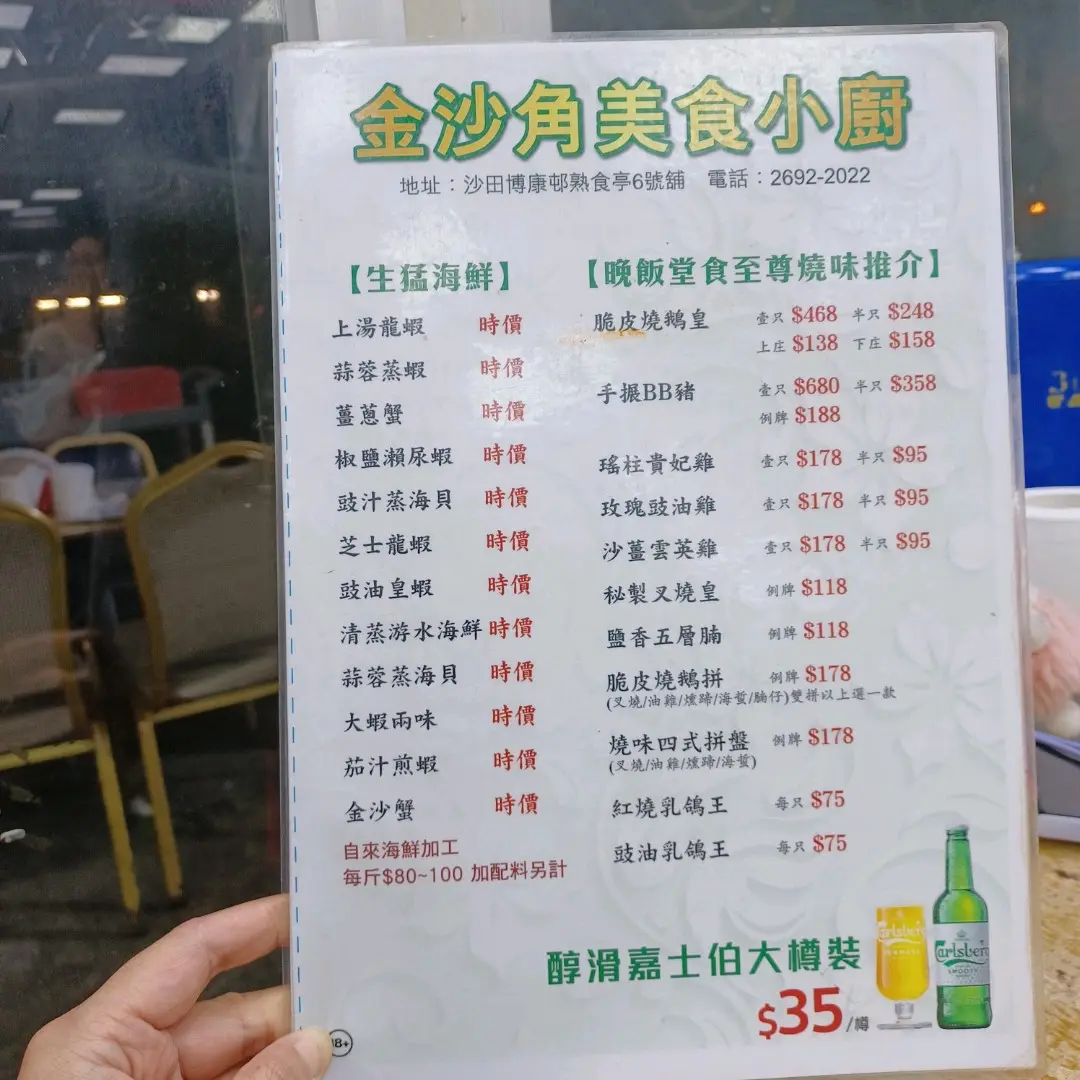 金沙角美食小廚
地址：沙田博康邨熟食亭6號舖 電話：2692-2022
【生猛海鮮】
上湯龍蝦 時價
蒜蓉蒸蝦 時價
薑蔥蟹 時價
椒鹽瀨尿蝦 時價
豉汁蒸海貝 時價
芝士龍蝦 時價
豉油皇蝦 時價
清蒸游水海鮮 時價
蒜蓉蒸海貝 時價
大蝦兩味 時價
茄汁煎蝦 時價
金沙蟹 時價
自來海鮮加工
每斤$80~100 加配料另計
【晚飯堂食至尊燒味推介】
脆皮燒鵝皇 壹只 $468 半只 $248
上庄 $138 下庄 $158
手振BB豬 壹只 $680 半只 $358
例牌 $188
瑤柱貴妃雞 壹只 $178 半只 $95
玫瑰豉油雞 壹只 $178 半只 $95
沙薑雲英雞 壹只 $178 半只 $95
秘製叉燒皇 例牌 $118
鹽香五層腩 例牌 $118
脆皮燒鵝拼 例牌 $178
(叉燒/油雞/燻蹄/海蜇/腩仔)雙拼以上選一款
燒味四式拼盤 例牌 $178
(叉燒/油雞/燻蹄/海蜇)
紅燒乳鴿王 每只 $75
豉油乳鴿王 每只 $75
醇滑嘉士伯大樽裝
$35/樽
Carlsberg
Carlsberg
SMOOTH
18+